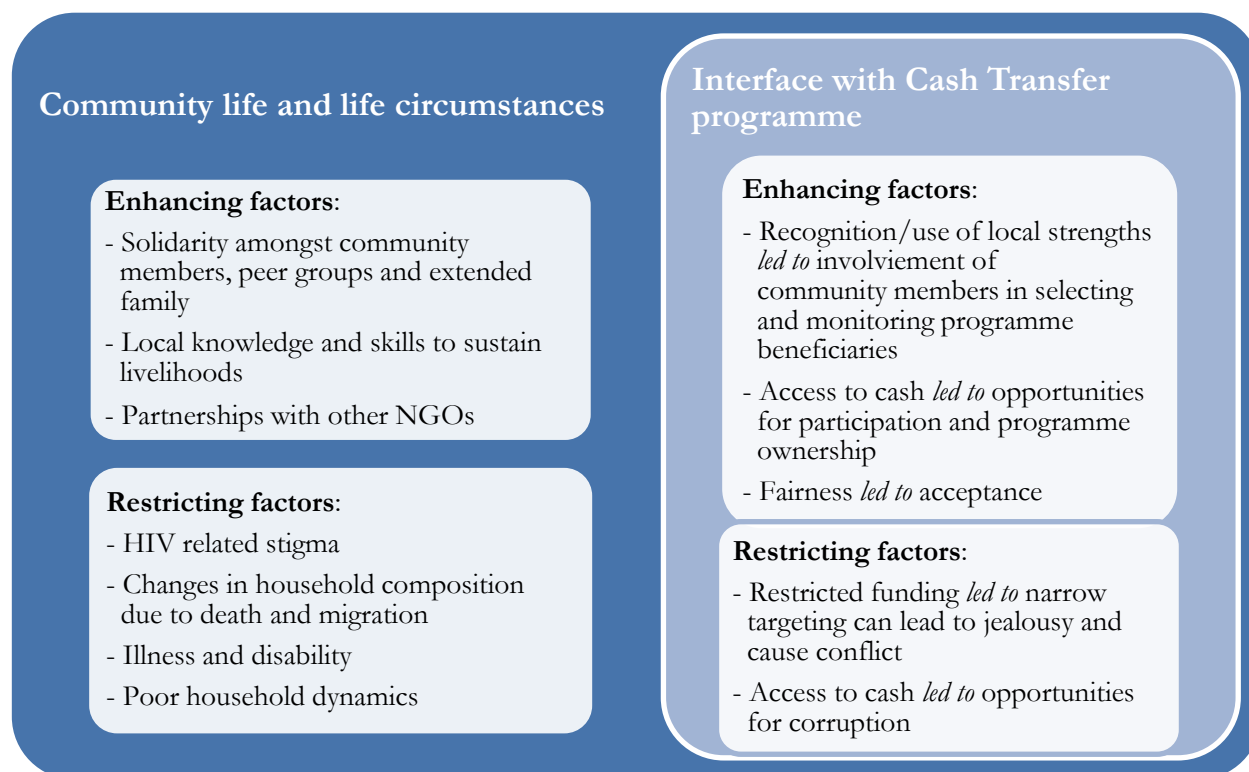 Community life and life circumstances
Enhancing factors:
- Solidarity amongst community
members, peer groups and extended
family
- Local knowledge and skills to sustain
livelihoods
- Partnerships with other NGOs
Restricting factors:
- HIV related stigma
- Changes in household composition
due to death and migration
- Illness and disability
- Poor household dynamics
Interface with Cash Transfer
programme
Enhancing factors:
- Recognition/use of local strengths
led to involviement of
community members in selecting
and monitoring programme
beneficiaries
- Access to cash led to opportunities
for participation and programme
ownership
- Fairness led to acceptance
Restricting factors:
- Restricted funding led to narrow
targeting can lead to jealousy and
cause conflict
- Access to cash led to opportunities
for corruption